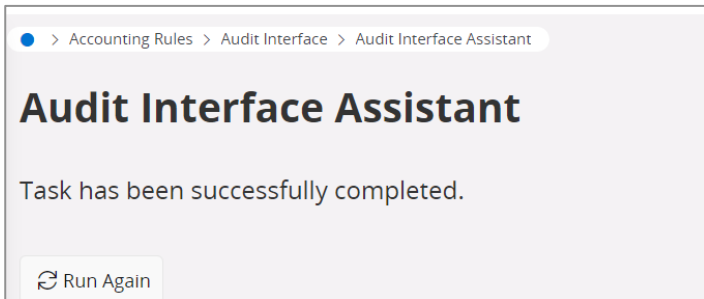 > Accounting Rules > Audit Interface > Audit Interface Assistant
Audit Interface Assistant
Task has been successfully completed.
Run Again